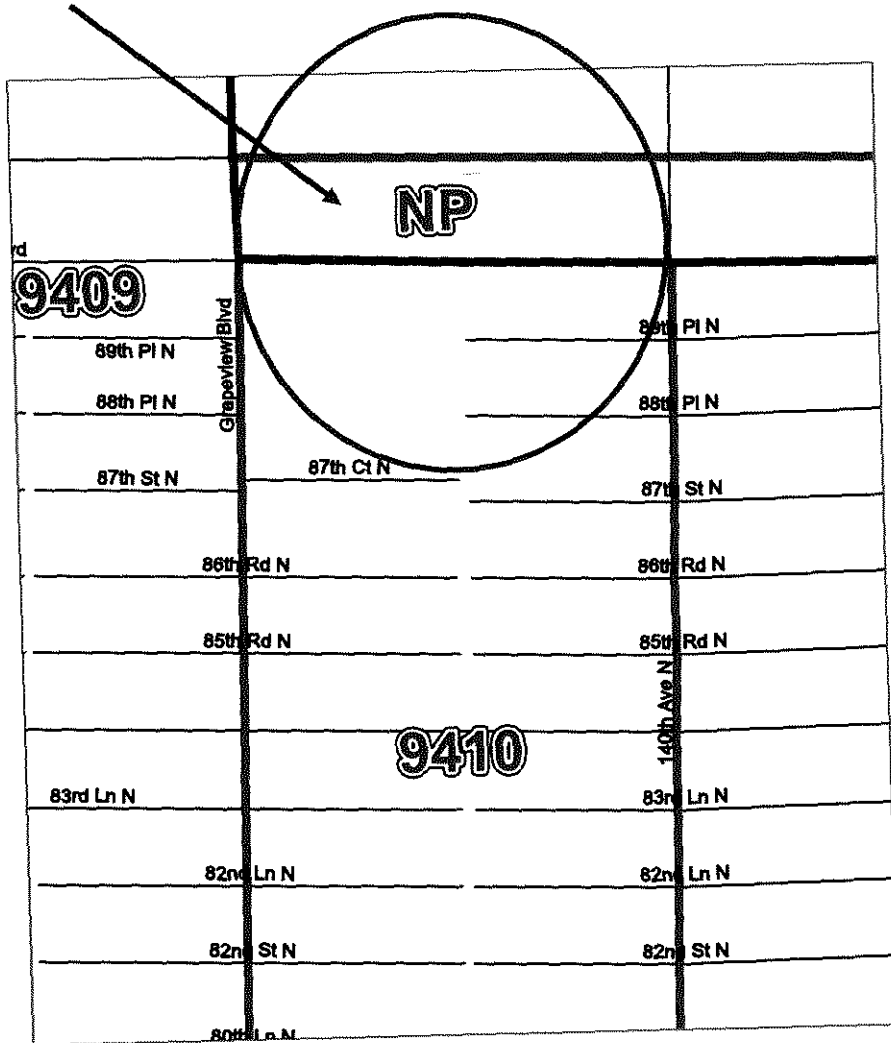 NP
rd
9409
Grapeview Blvd
89th Pl N
89th Pl N
88th Pl N
88th Pl N
87th St N
87th Ct N
87th St N
86th Rd N
86th Rd N
85th Rd N
85th Rd N
140th Ave N
9410
83rd Ln N
83rd Ln N
82nd Ln N
82nd Ln N
82nd St N
82nd St N
80th Ln N